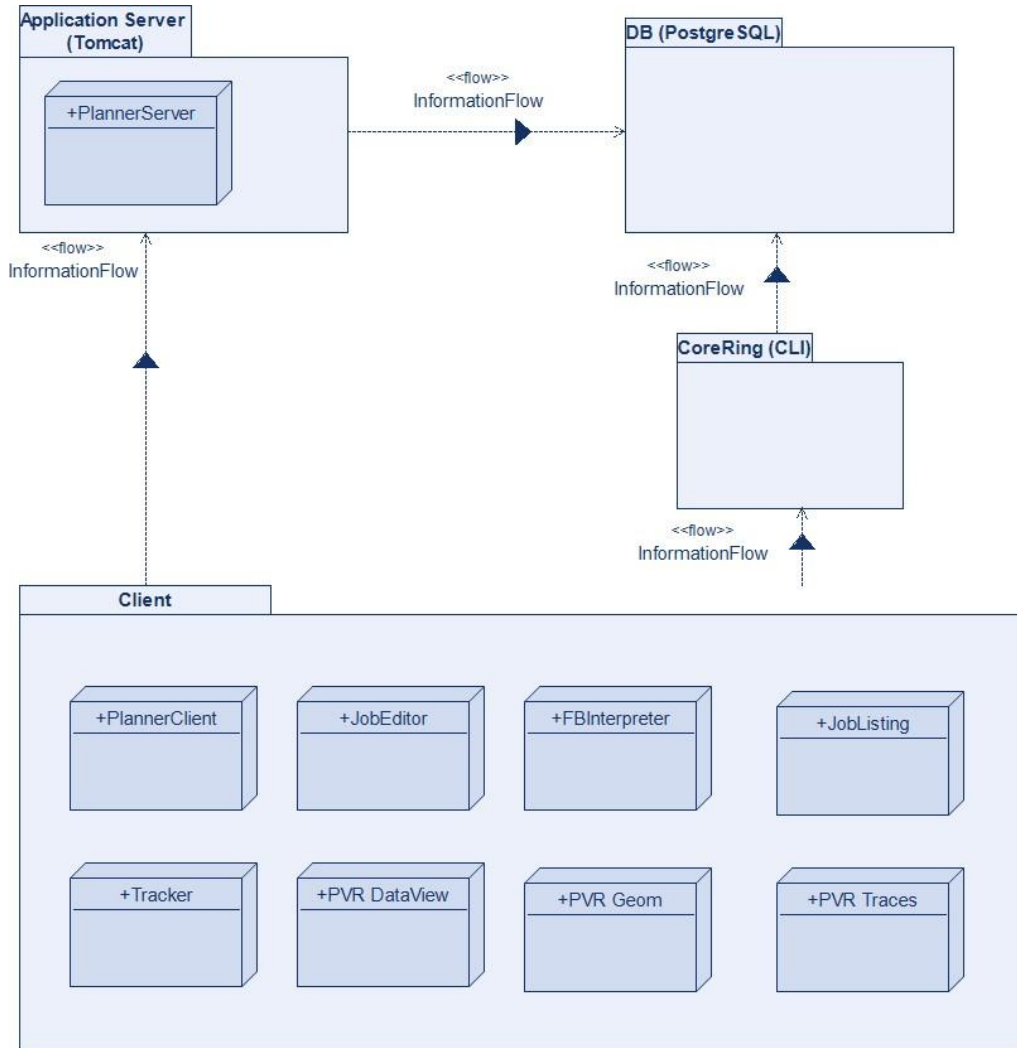 Application Server
(Tomcat)
+PlannerServer
<<flow>>
InformationFlow
DB (PostgreSQL)
<<flow>>
InformationFlow
<<flow>>
InformationFlow
CoreRing (CLI)
<<flow>>
InformationFlow
Client
+PlannerClient
+JobEditor
+FBInterpreter
+JobListing
+Tracker
+PVR DataView
+PVR Geom
+PVR Traces